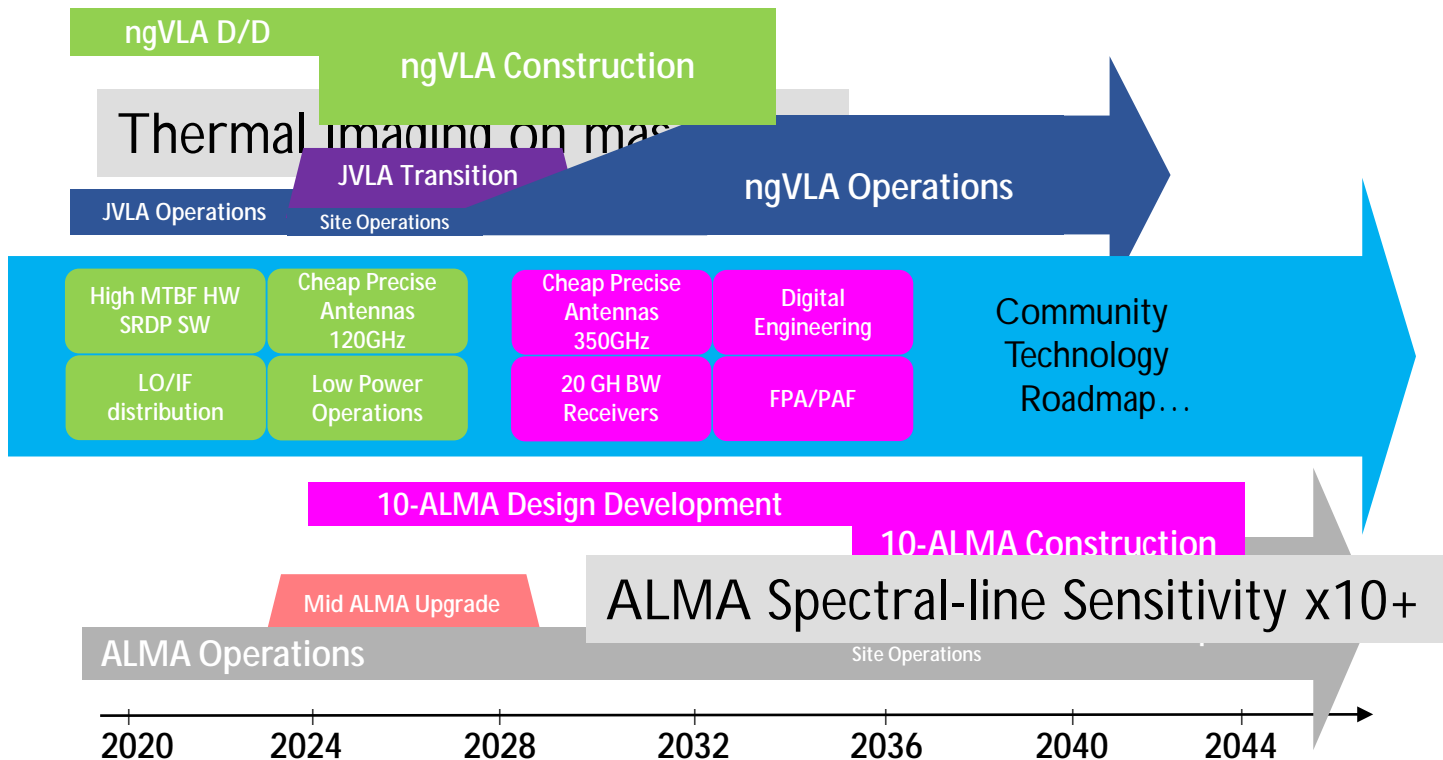 ngVLA D/D
ngVLA Construction
Thermal imaging on
JVLA Transition
ngVLA Operations
JVLA Operations
Site Operations
High MTBF HW
SRDP SW
Cheap Precise
Antennas
120GHz
Cheap Precise
Antennas
350GHz
Digital
Engineering
LO/IF
distribution
Low Power
Operations
20 GH BW
Receivers
FPA/PAF
Community
Technology
Roadmap…
10-ALMA Design Development
10-ALMA Construction
Mid ALMA Upgrade
ALMA Spectral-line Sensitivity x10+
ALMA Operations
Site Operations
2020
2024
2028
2032
2036
2040
2044